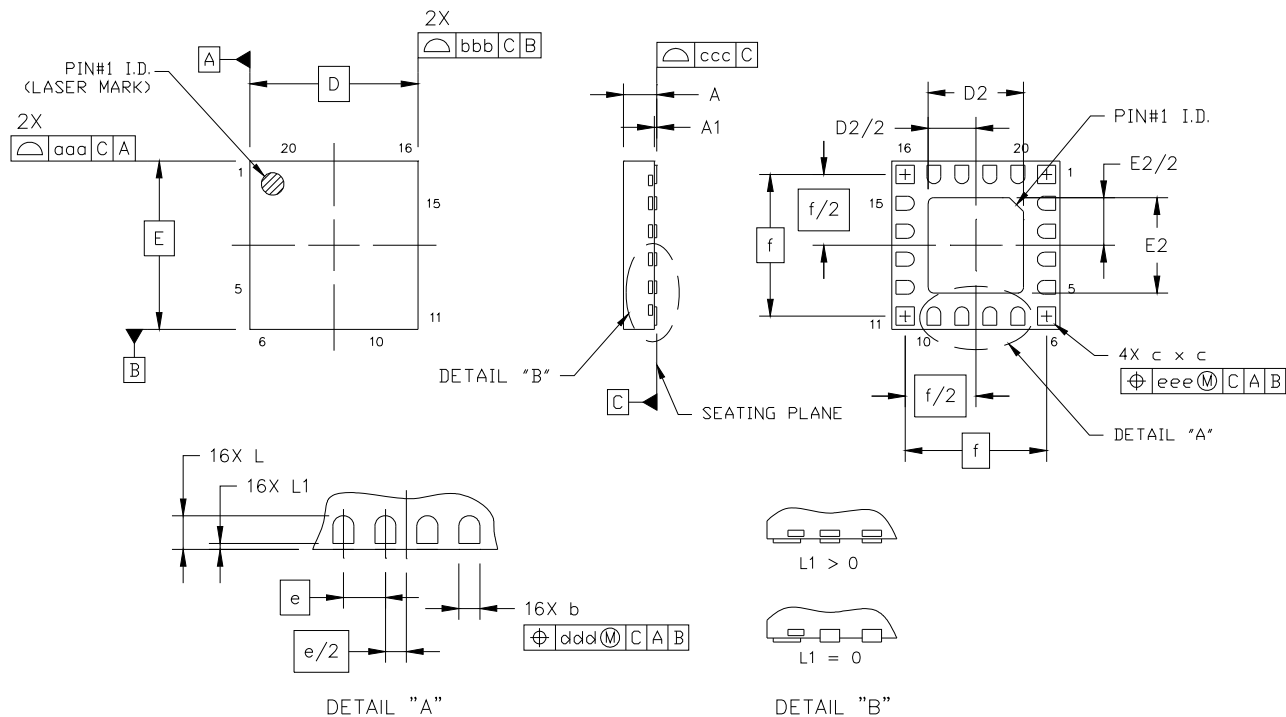 2X
⌓ bbb C B
A
D
PIN#1 I.D.
(LASER MARK)
2X
⌓ aaa C A
20
16
1
15
E
5
11
B
6
10
⌓ ccc C
A
A1
DETAIL "B"
C
SEATING PLANE
D2
D2/2
PIN#1 I.D.
16
20
1
E2/2
f/2
15
f
E2
5
11
10
6
4X c x c
⌖ eee Ⓜ C A B
f/2
DETAIL "A"
f
16X L
16X L1
e
16X b
⌖ ddd Ⓜ C A B
e/2
DETAIL "A"
L1 > 0
L1 = 0
DETAIL "B"